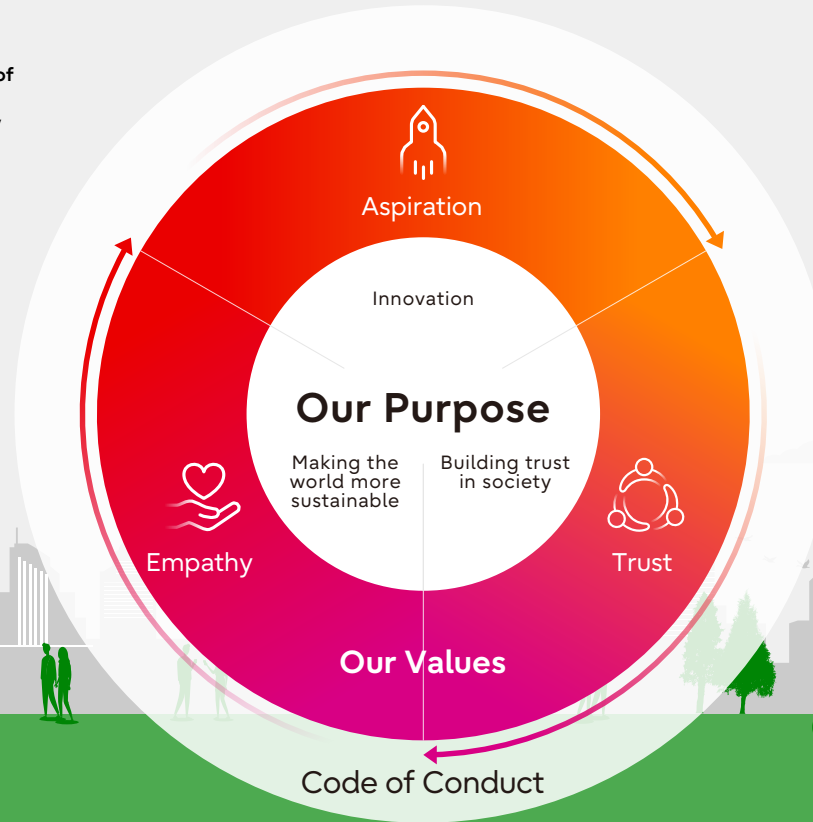 of
Aspiration
Innovation
Our Purpose
Making the
world more
sustainable
Building trust
in society
Empathy
Trust
Our Values
Code of Conduct